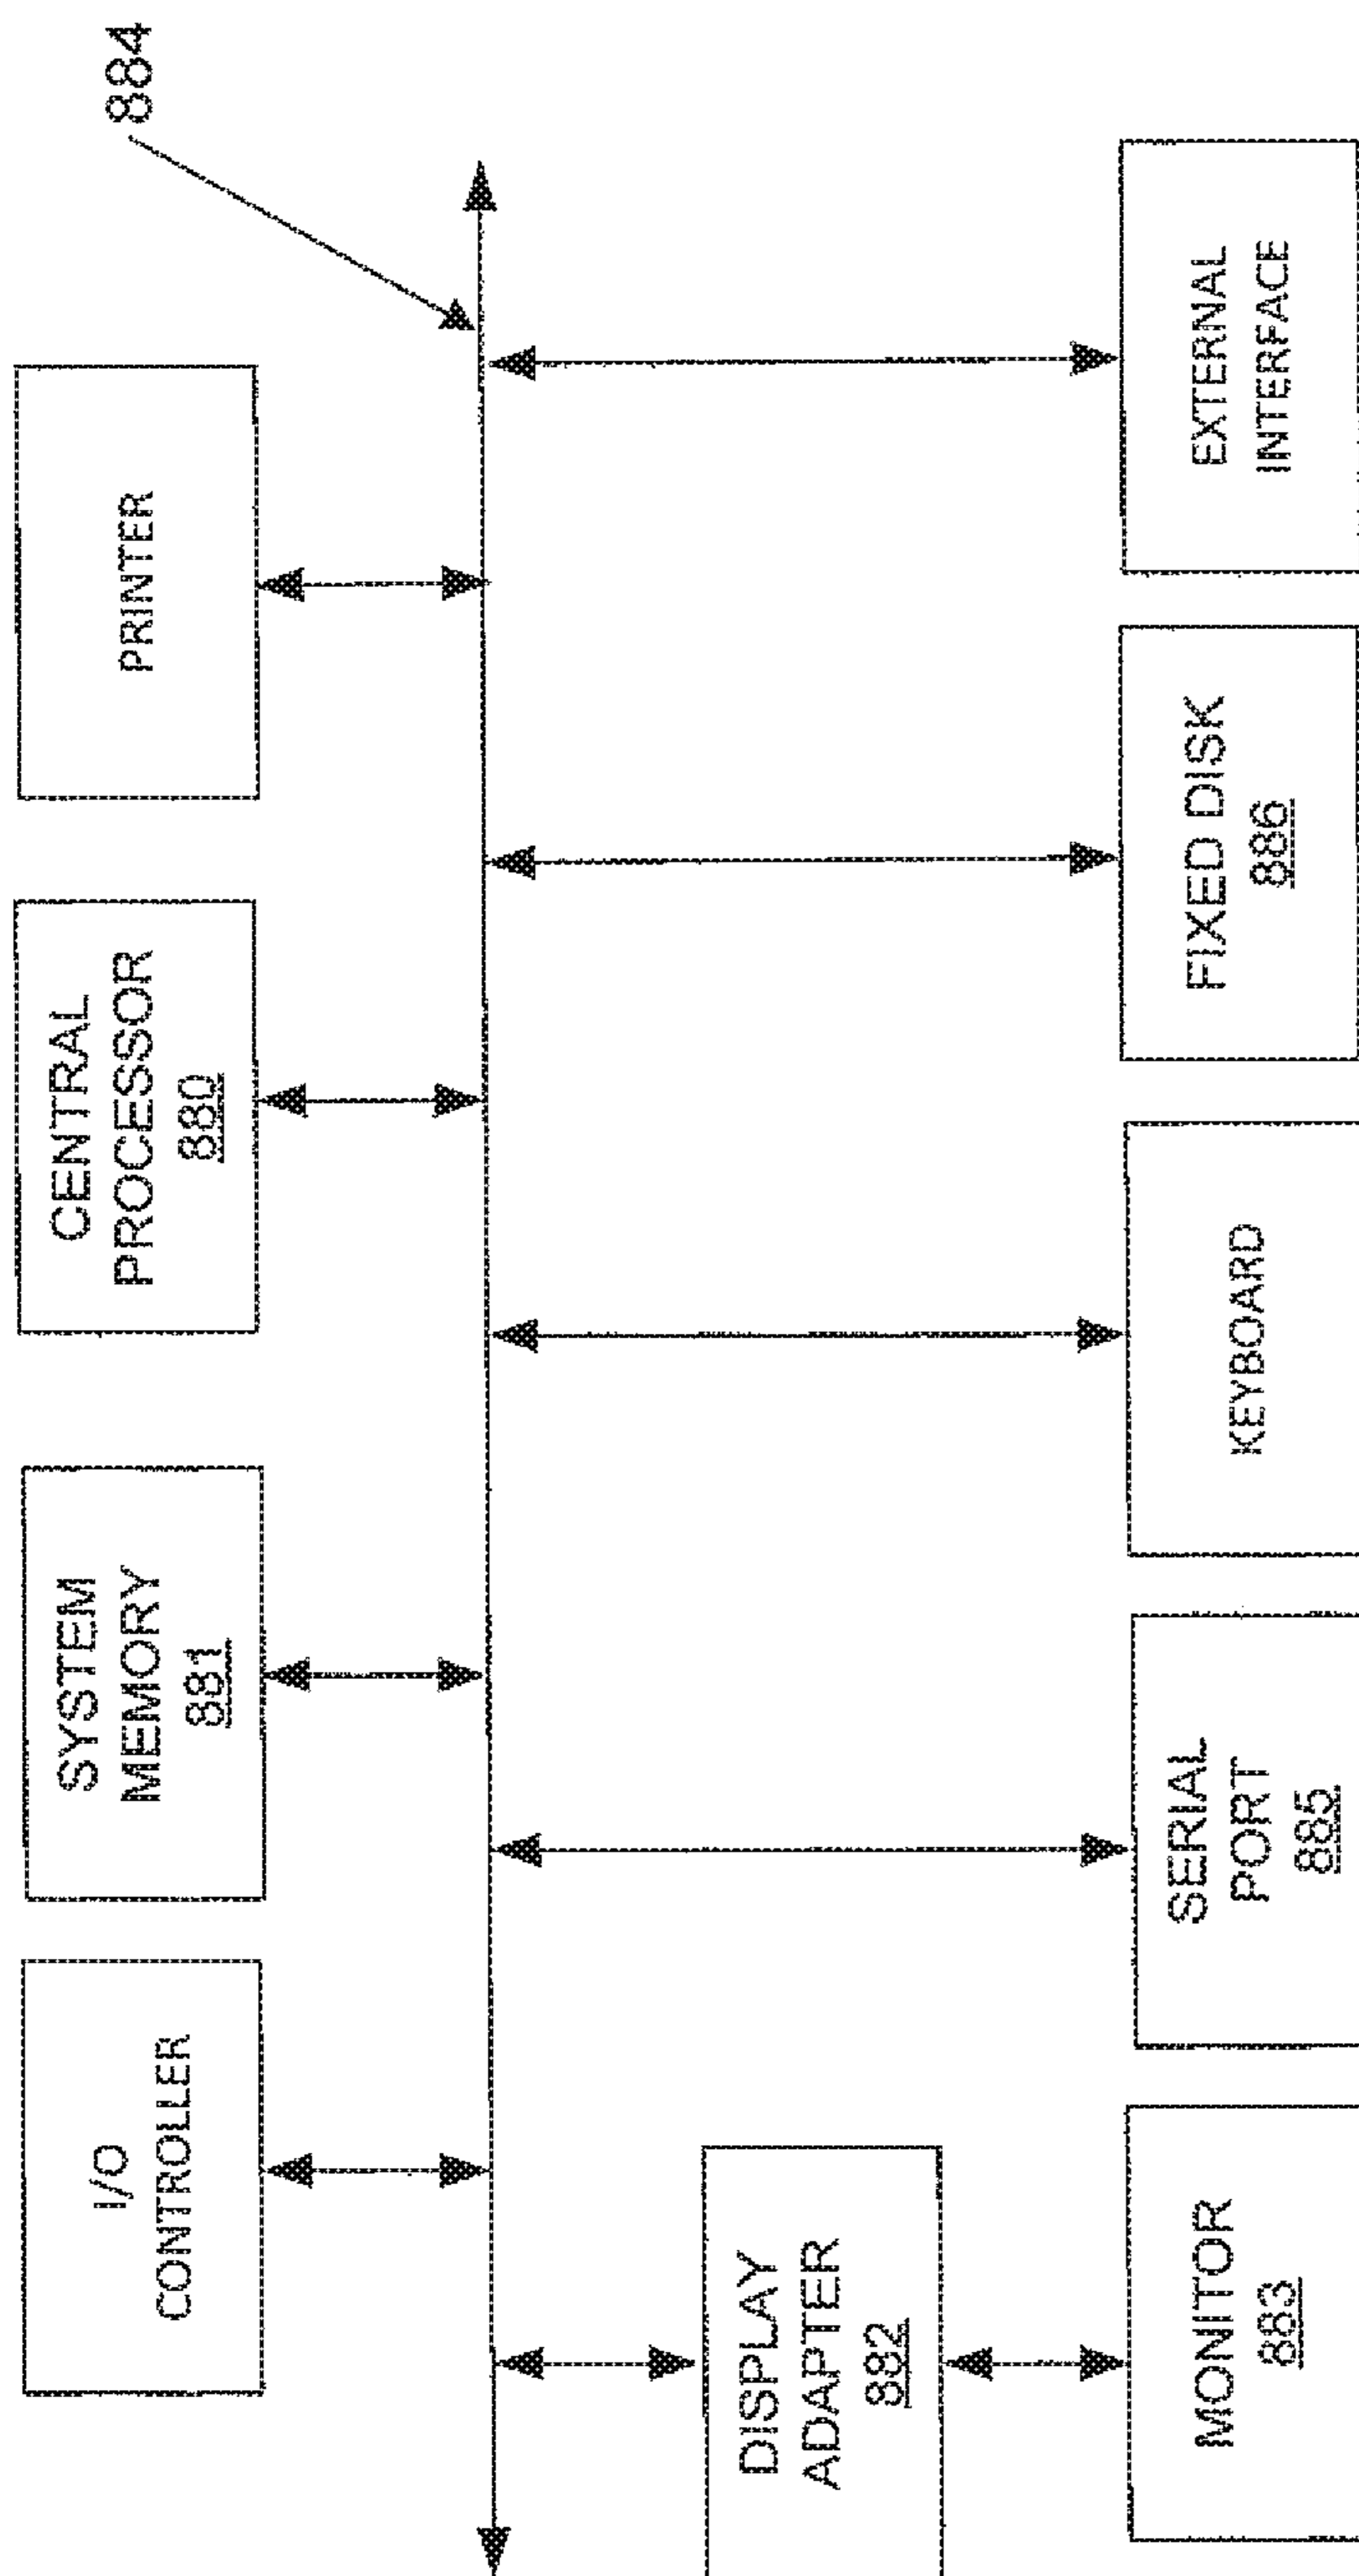 884
I/O
CONTROLLER
SYSTEM
MEMORY
881
CENTRAL
PROCESSOR
880
PRINTER
DISPLAY
ADAPTER
882
MONITOR
883
SERIAL
PORT
885
KEYBOARD
FIXED DISK
886
EXTERNAL
INTERFACE